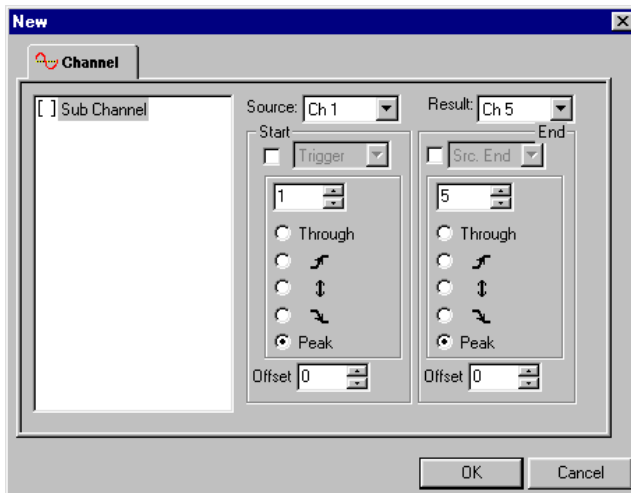 New
Channel
[ ] Sub Channel
Source: Ch 1
Result: Ch 5
Start
Trigger
1
Through
Peak
Offset 0
End
Src. End
5
Through
Peak
Offset 0
OK
Cancel